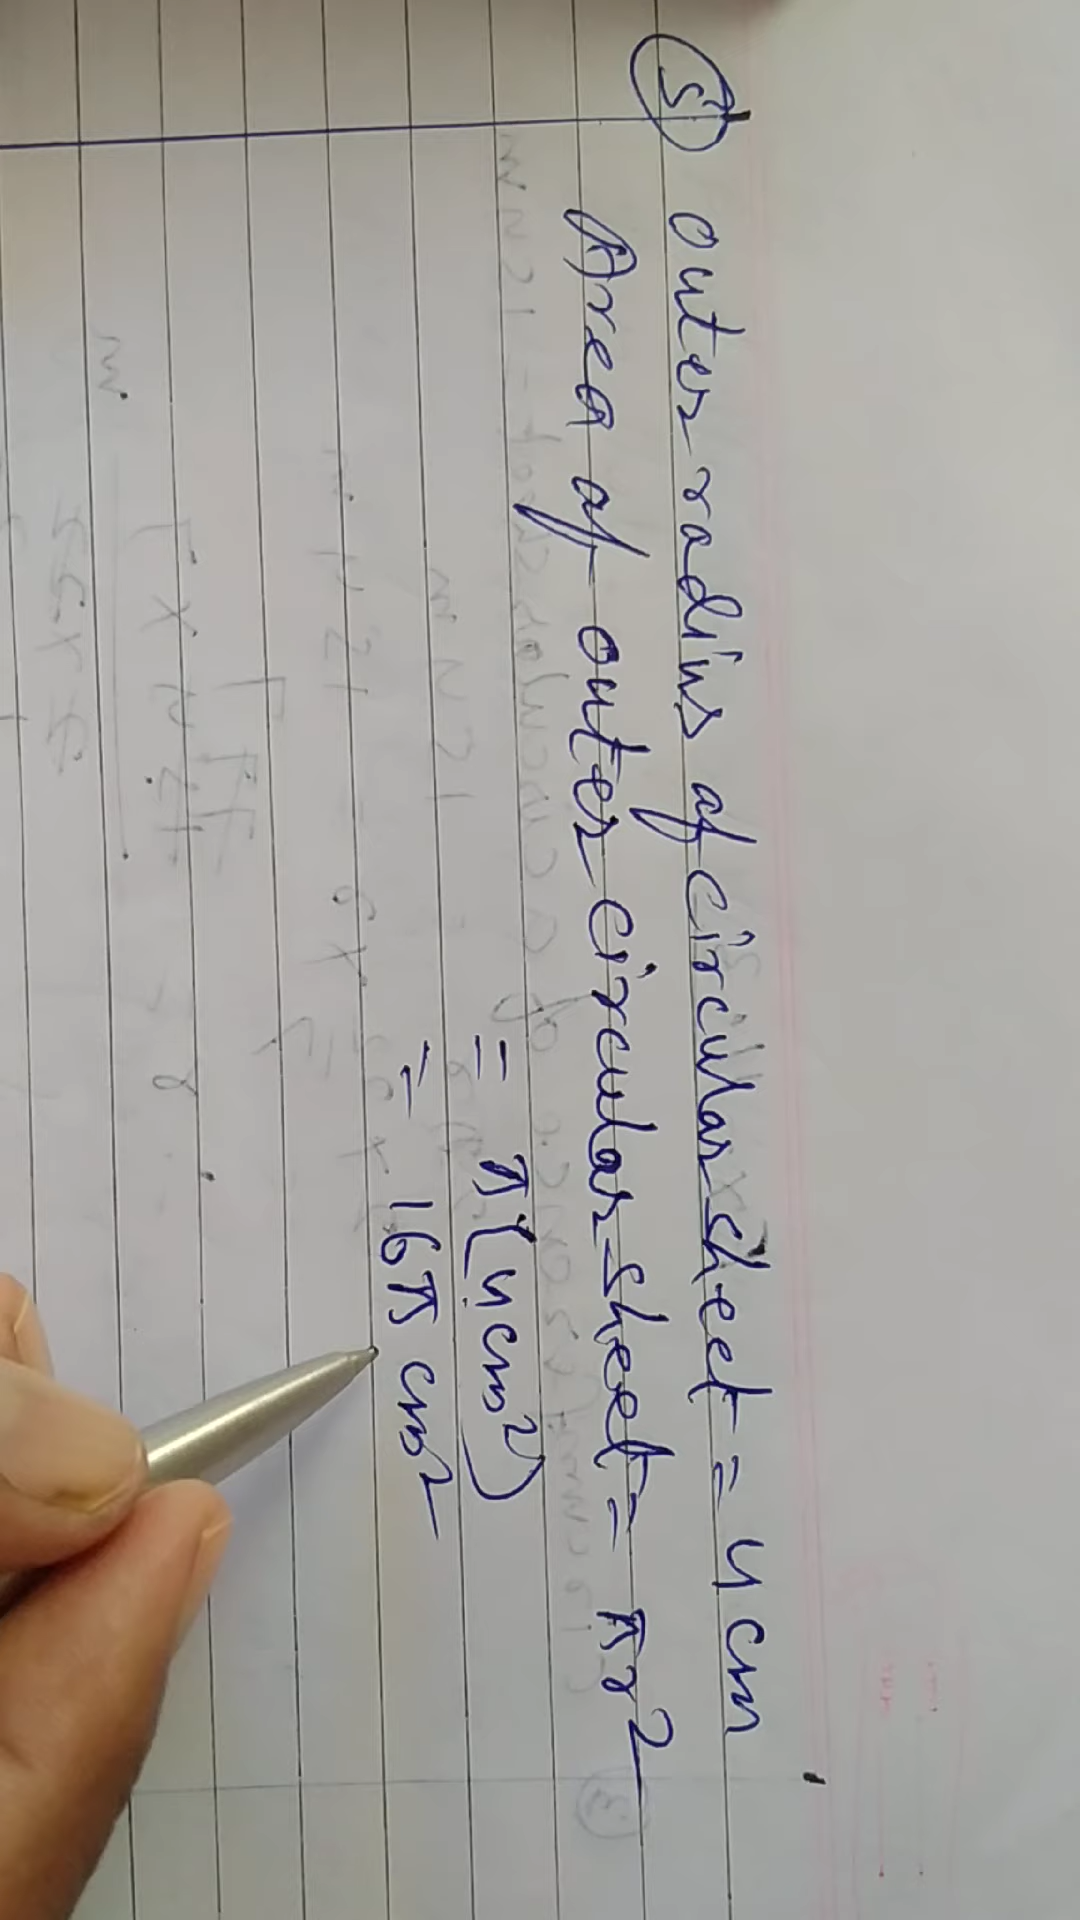 5 outer radius of circular sheet = 4 cm
Area of outer circular sheet = πr²
= π(4cm²)
= 16π cm²